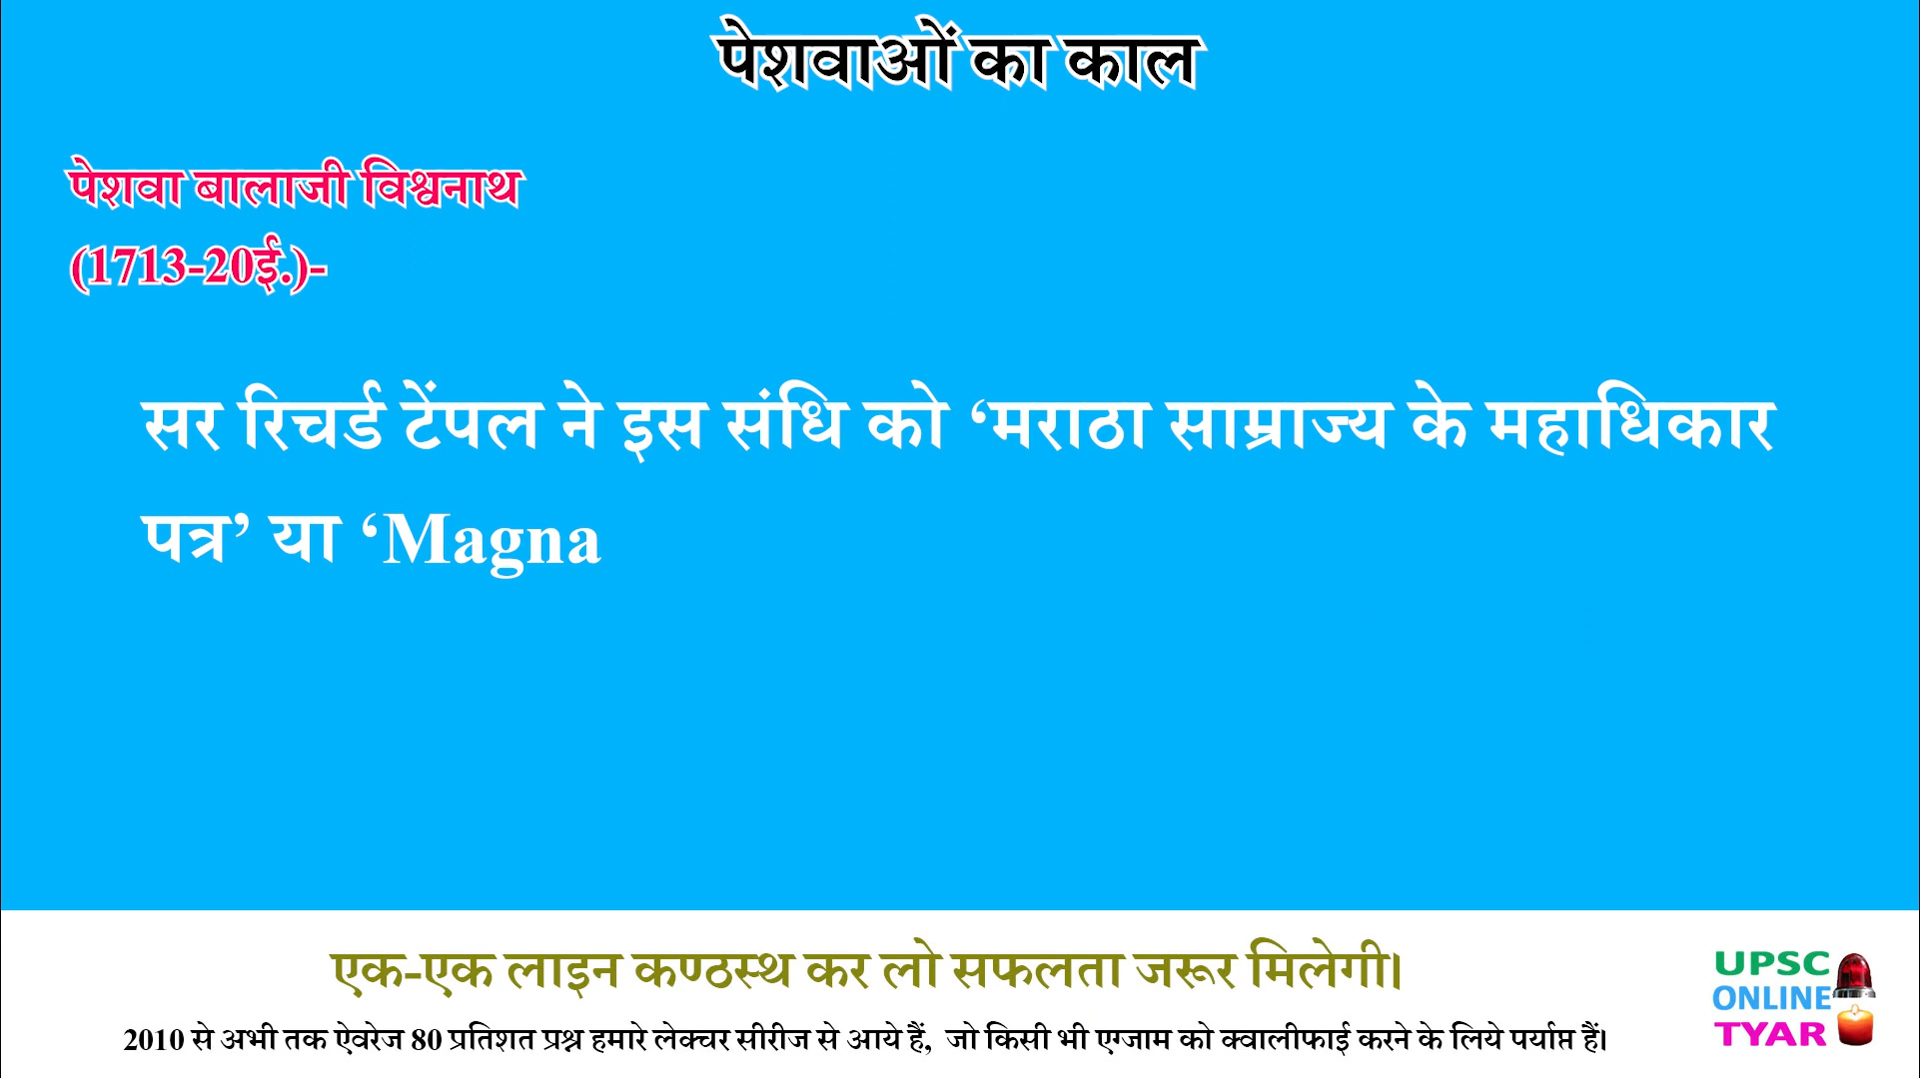 पेशवाओं का काल
पेशवा बालाजी विश्वनाथ
(1713-20ई.)-
सर रिचर्ड टेंपल ने इस संधि को ‘मराठा साम्राज्य के महाधिकार
पत्र’ या ‘Magna
एक-एक लाइन कण्ठस्थ कर लो सफलता जरूर मिलेगी।
2010 से अभी तक ऐवरेज 80 प्रतिशत प्रश्न हमारे लेक्चर सीरीज से आये हैं, जो किसी भी एग्जाम को क्वालीफाई करने के लिये पर्याप्त हैं।
UPSC
ONLINE
TYAR